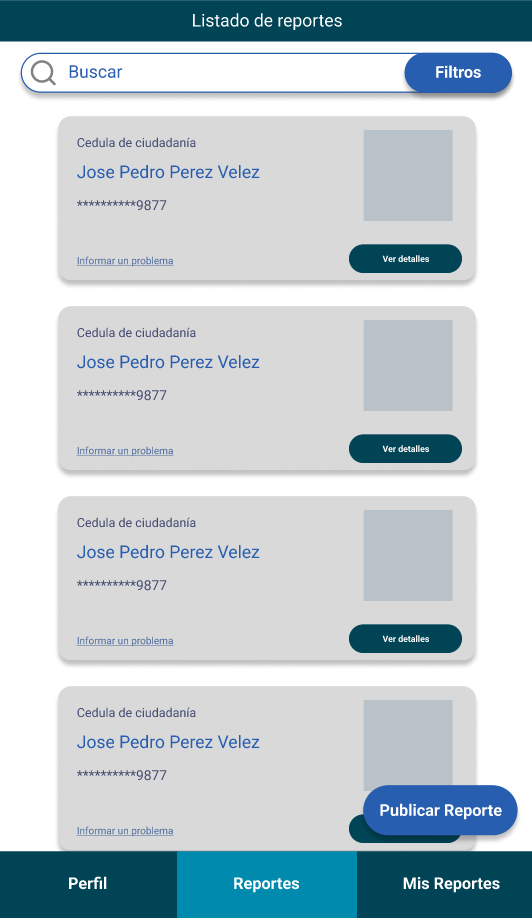 Listado de reportes
Buscar
Filtros
Cedula de ciudadanía
Jose Pedro Perez Velez
**********9877
Informar un problema
Ver detalles
Cedula de ciudadanía
Jose Pedro Perez Velez
**********9877
Informar un problema
Ver detalles
Cedula de ciudadanía
Jose Pedro Perez Velez
**********9877
Informar un problema
Ver detalles
Cedula de ciudadanía
Jose Pedro Perez Velez
**********9877
Publicar Reporte
Informar un problema
Perfil
Reportes
Mis Reportes